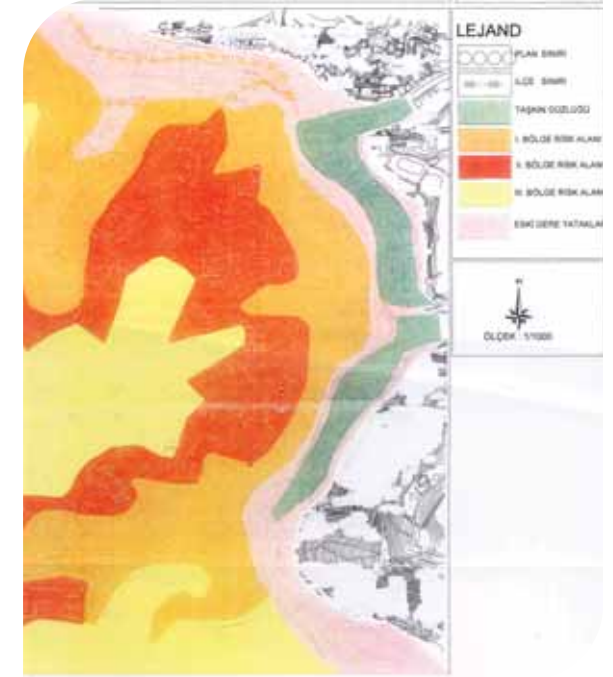 LEJAND
PLAN SINIRI
İLÇE SINIRI
TAŞKIN DÜZLÜĞÜ
I. BÖLGE RİSK ALANI
II. BÖLGE RİSK ALANI
III. BÖLGE RİSK ALANI
ESKİ DERE YATAKLARI
N
ÖLÇEK : 1/1000